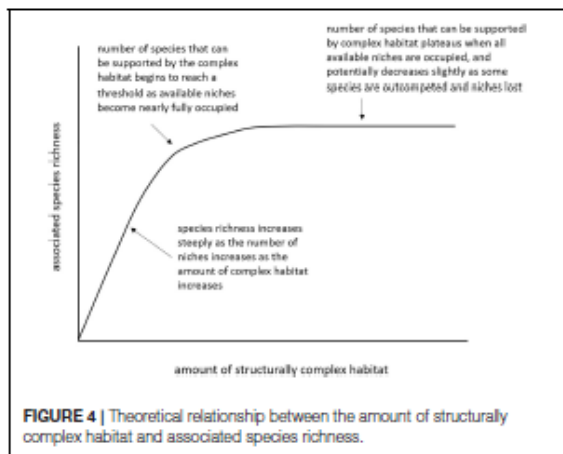 number of species that can
be supported by the complex
habitat begins to reach a
threshold as available niches
become nearly fully occupied
number of species that can be supported
by complex habitat plateaus when all
available niches are occupied, and
potentially decreases slightly as some
species are outcompeted and niches lost
associated species richness
species richness increases
steeply as the number of
niches increases as the
amount of complex habitat
increases
amount of structurally complex habitat
FIGURE 4 | Theoretical relationship between the amount of structurally
complex habitat and associated species richness.